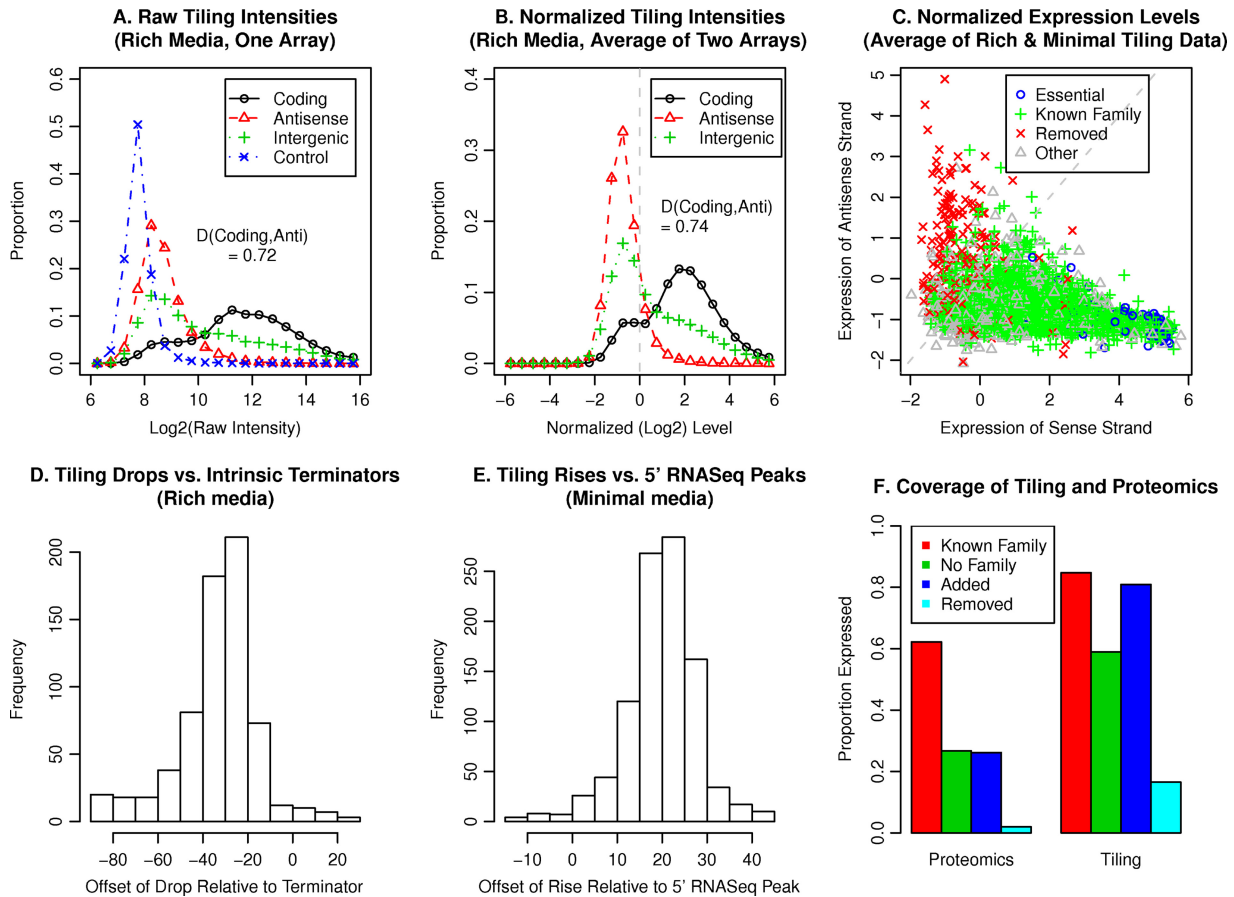 A. Raw Tiling Intensities
(Rich Media, One Array)
Proportion
0.0 0.1 0.2 0.3 0.4 0.5 0.6
Coding
Antisense
Intergenic
Control
D(Coding,Anti)
= 0.72
6 8 10 12 14 16
Log2(Raw Intensity)
B. Normalized Tiling Intensities
(Rich Media, Average of Two Arrays)
Proportion
0.0 0.1 0.2 0.3 0.4
Coding
Antisense
Intergenic
D(Coding,Anti)
= 0.74
−6 −4 −2 0 2 4 6
Normalized (Log2) Level
C. Normalized Expression Levels
(Average of Rich & Minimal Tiling Data)
Expression of Antisense Strand
−2 −1 0 1 2 3 4 5
Essential
Known Family
Removed
Other
−2 0 2 4 6 8
Expression of Sense Strand
D. Tiling Drops vs. Intrinsic Terminators
(Rich media)
Frequency
0 50 100 150 200
−80 −60 −40 −20 0 20
Offset of Drop Relative to Terminator
E. Tiling Rises vs. 5’ RNASeq Peaks
(Minimal media)
Frequency
0 50 100 150 200 250
−10 0 10 20 30 40
Offset of Rise Relative to 5’ RNASeq Peak
F. Coverage of Tiling and Proteomics
Proportion Expressed
0.0 0.2 0.4 0.6 0.8 1.0
Known Family
No Family
Added
Removed
Proteomics
Tiling